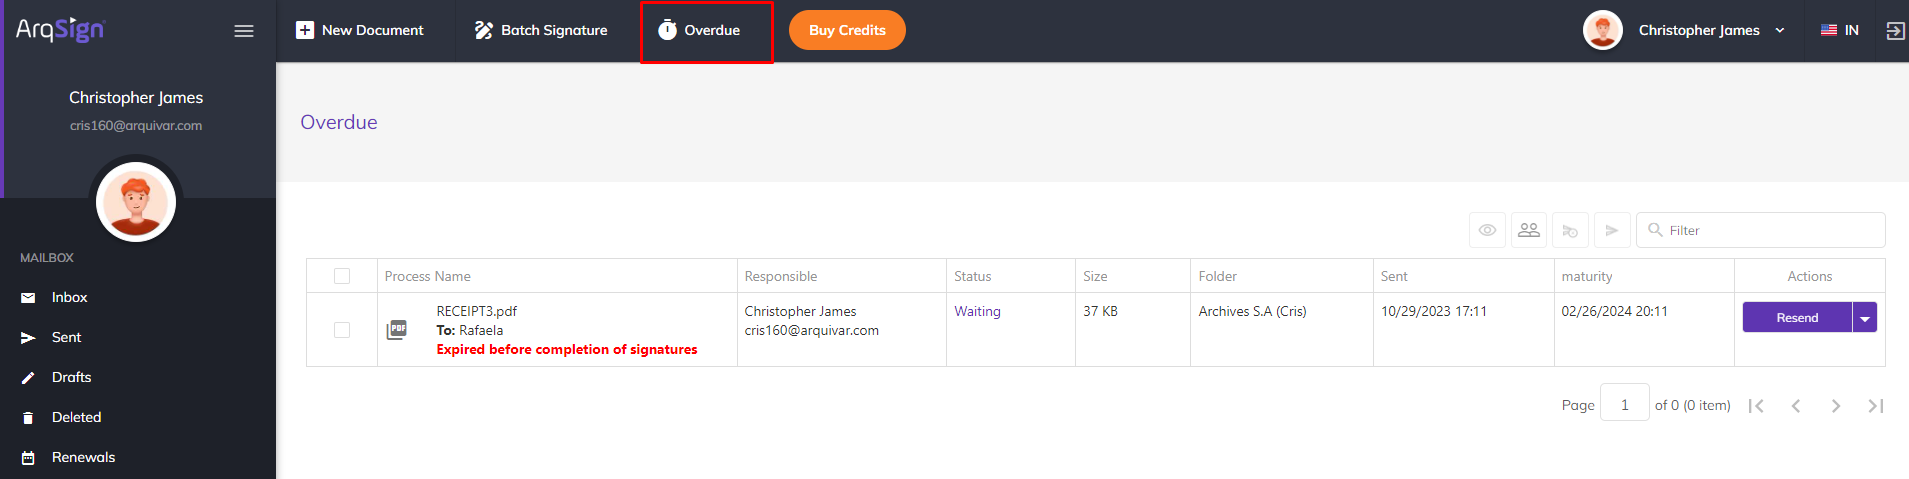 ArqSign
New Document
Batch Signature
Overdue
Buy Credits
Christopher James
IN
Christopher James
cris160@arquivar.com
MAILBOX
Inbox
Sent
Drafts
Deleted
Renewals
Overdue
Filter
Process Name
Responsible
Status
Size
Folder
Sent
maturity
Actions
PDF
RECEIPT3.pdf
To: Rafaela
Expired before completion of signatures
Christopher James
cris160@arquivar.com
Waiting
37 KB
Archives S.A (Cris)
10/29/2023 17:11
02/26/2024 20:11
Resend
Page 1 of 0 (0 item)